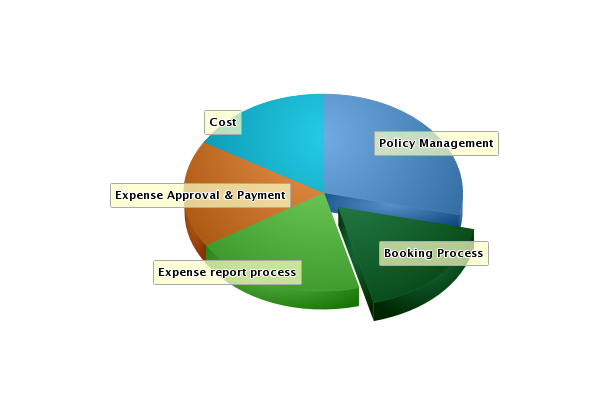 Cost
Policy Management
Expense Approval & Payment
Booking Process
Expense report process